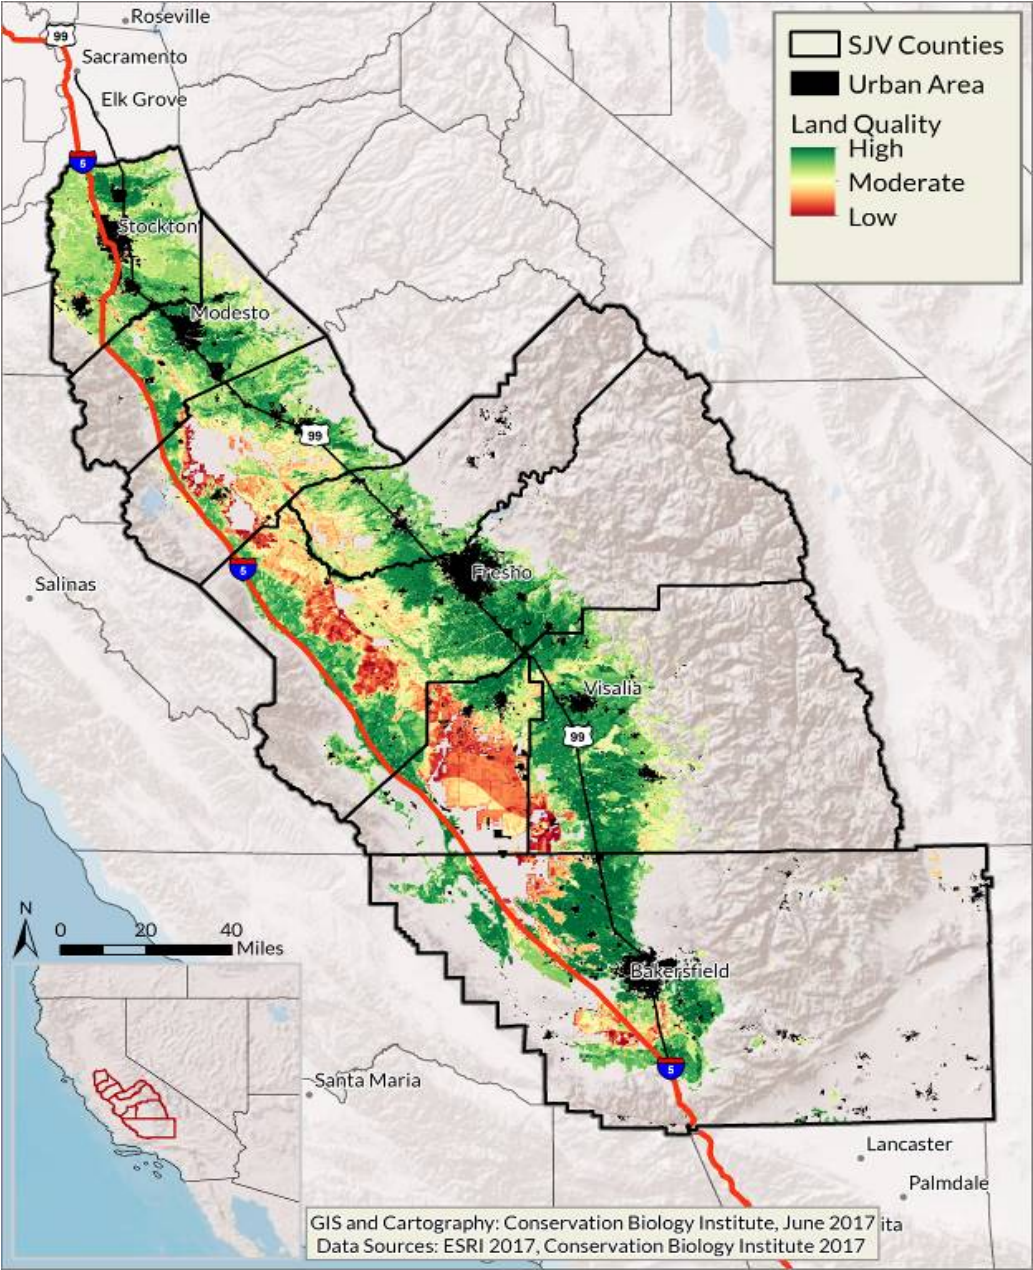 Roseville
99
Sacramento
Elk Grove
5
Stockton
Modesto
99
5
Fresno
Salinas
Visalia
99
Bakersfield
5
Santa Maria
Lancaster
Palmdale
ita
SJV Counties
Urban Area
Land Quality
High
Moderate
Low
N
0 20 40
Miles
GIS and Cartography: Conservation Biology Institute, June 2017
Data Sources: ESRI 2017, Conservation Biology Institute 2017